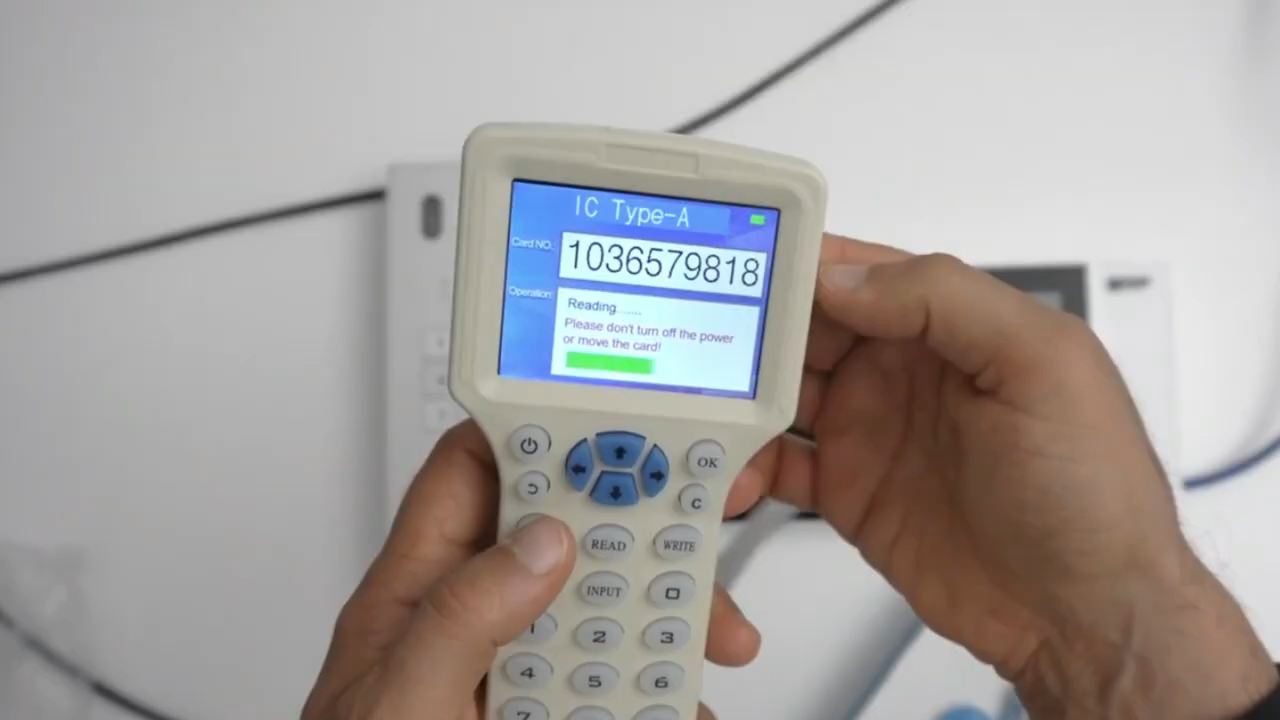 IC Type-A
Card NO.:
1036579818
Operation:
Reading.......
Please don't turn off the power
or move the card!
OK
C
READ
WRITE
INPUT
0
1
2
3
4
5
6
7